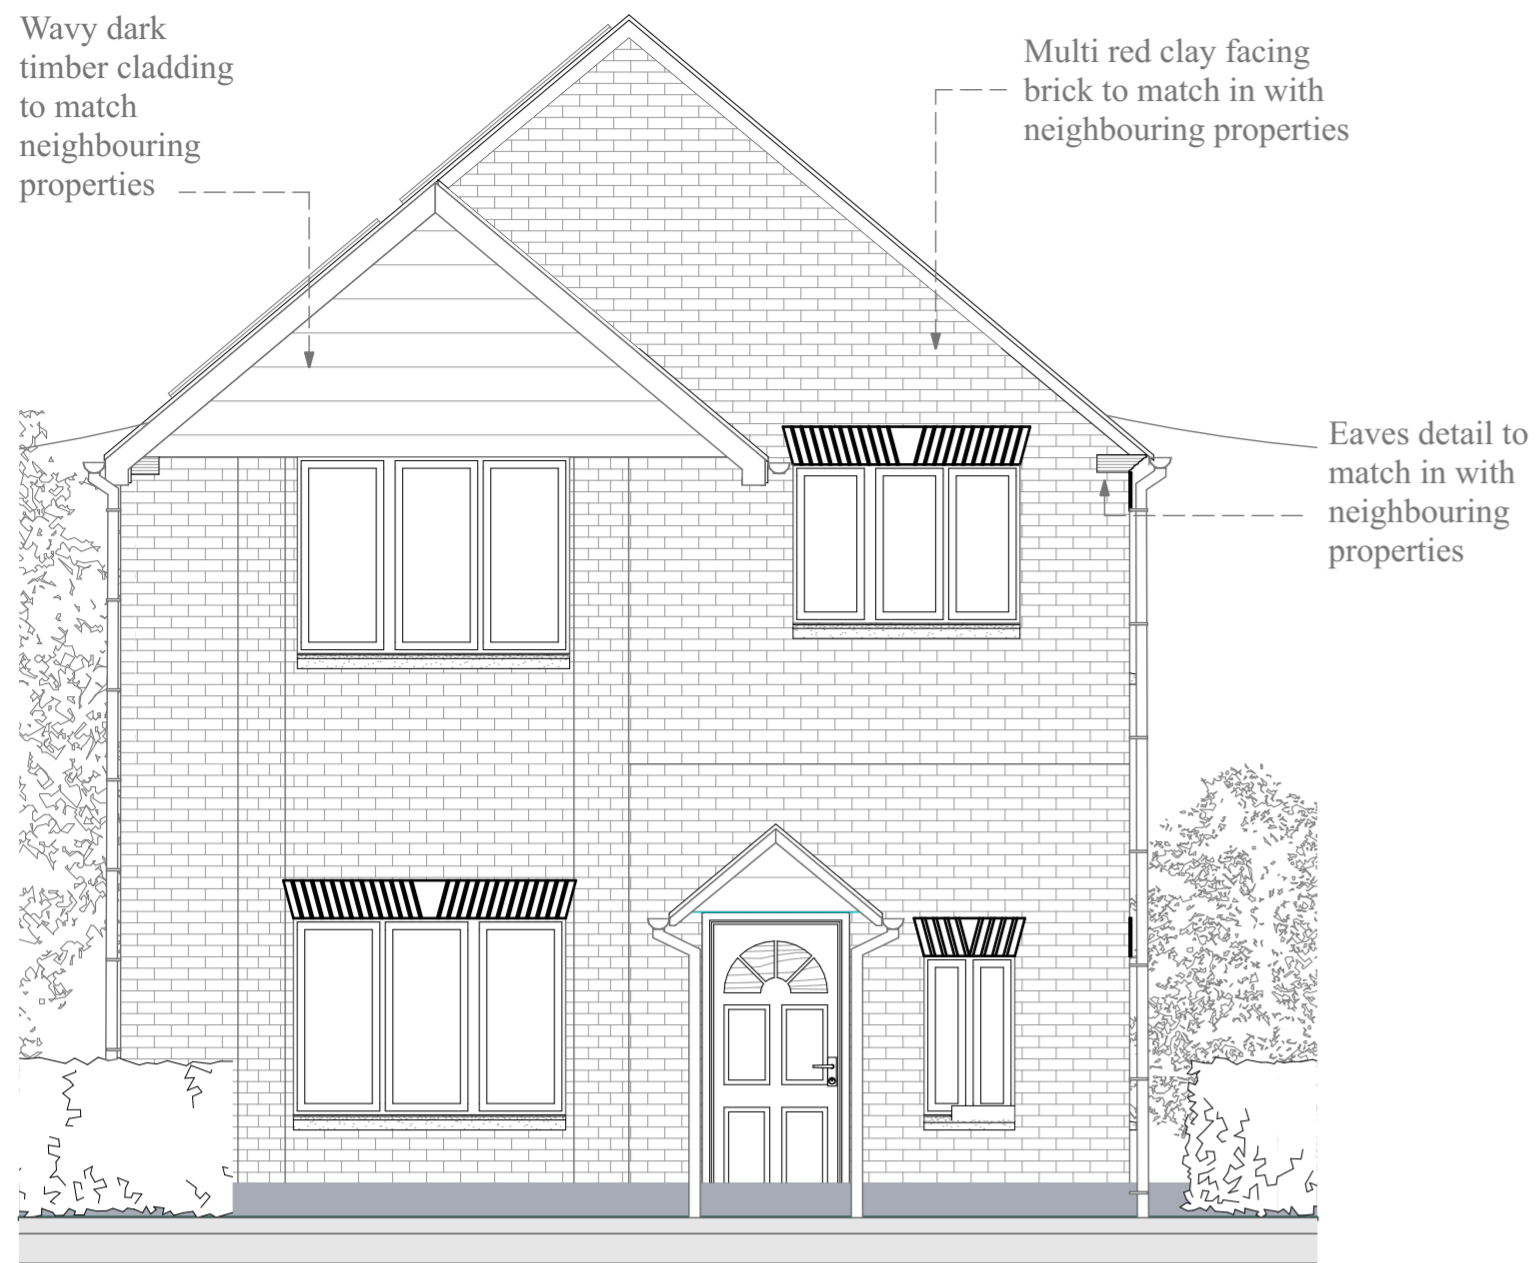 Wavy dark
timber cladding
to match
neighbouring
properties
Multi red clay facing
brick to match in with
neighbouring properties
Eaves detail to
match in with
neighbouring
properties